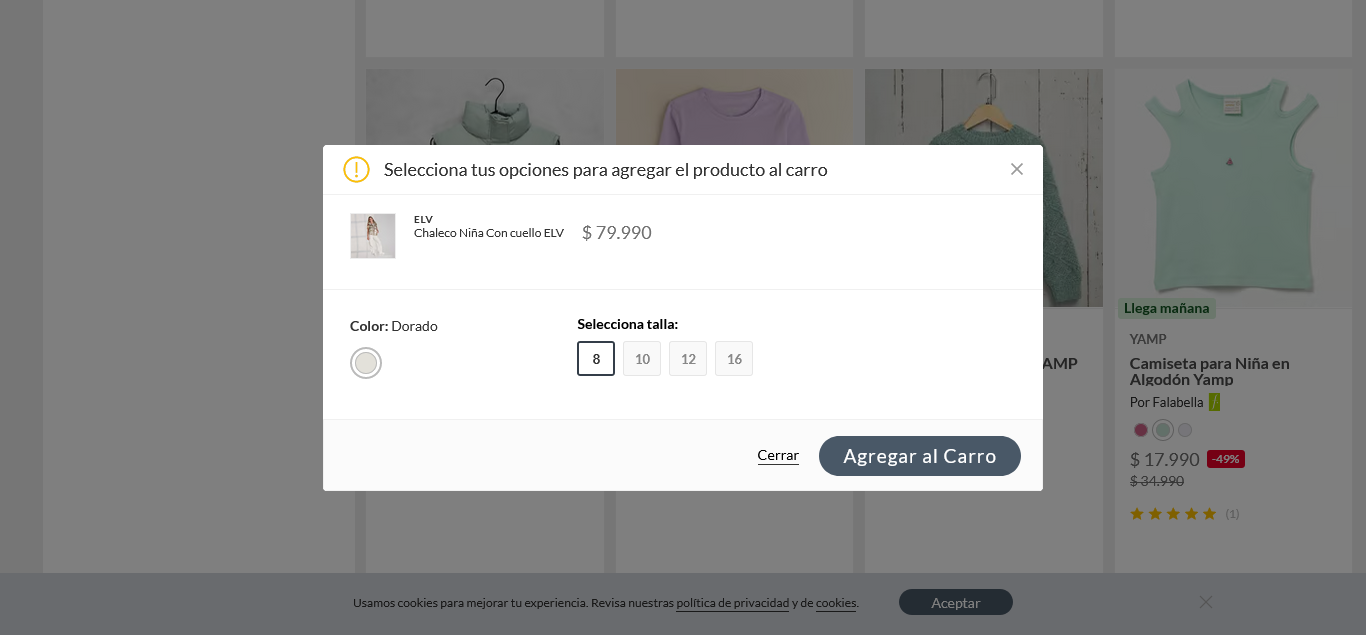 Selecciona tus opciones para agregar el producto al carro
ELV
Chaleco Niña Con cuello ELV
$ 79.990
Color: Dorado
Selecciona talla:
8
10
12
16
Cerrar
Agregar al Carro
AMP
Llega mañana
YAMP
Camiseta para Niña en
Algodón Yamp
Por Falabella
$ 17.990
-49%
$ 34.990
(1)
Usamos cookies para mejorar tu experiencia. Revisa nuestras política de privacidad y de cookies.
Aceptar